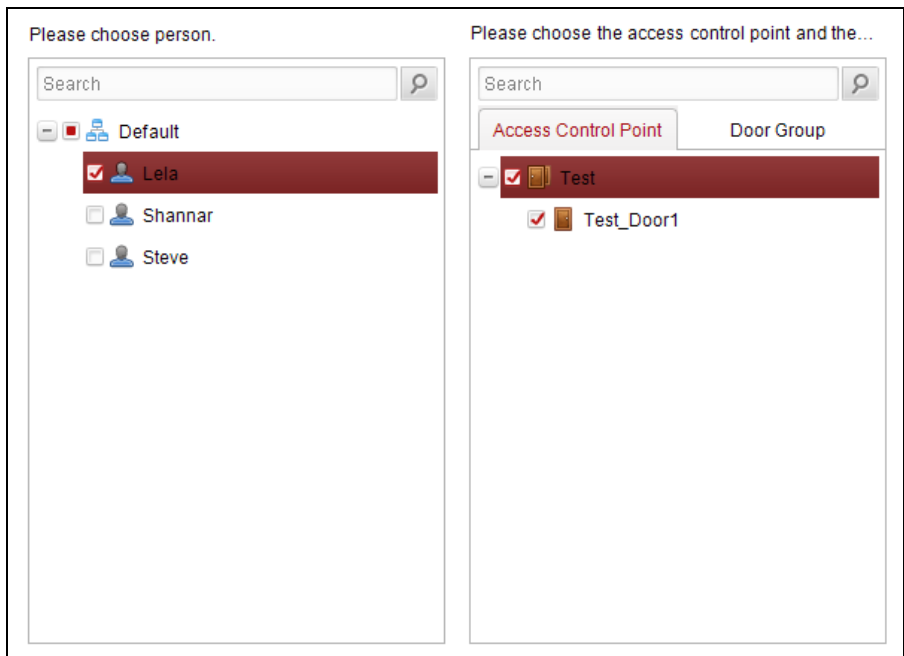 Please choose person.
Search
Default
Lela
Shannar
Steve
Please choose the access control point and the...
Search
Access Control Point
Door Group
Test
Test_Door1